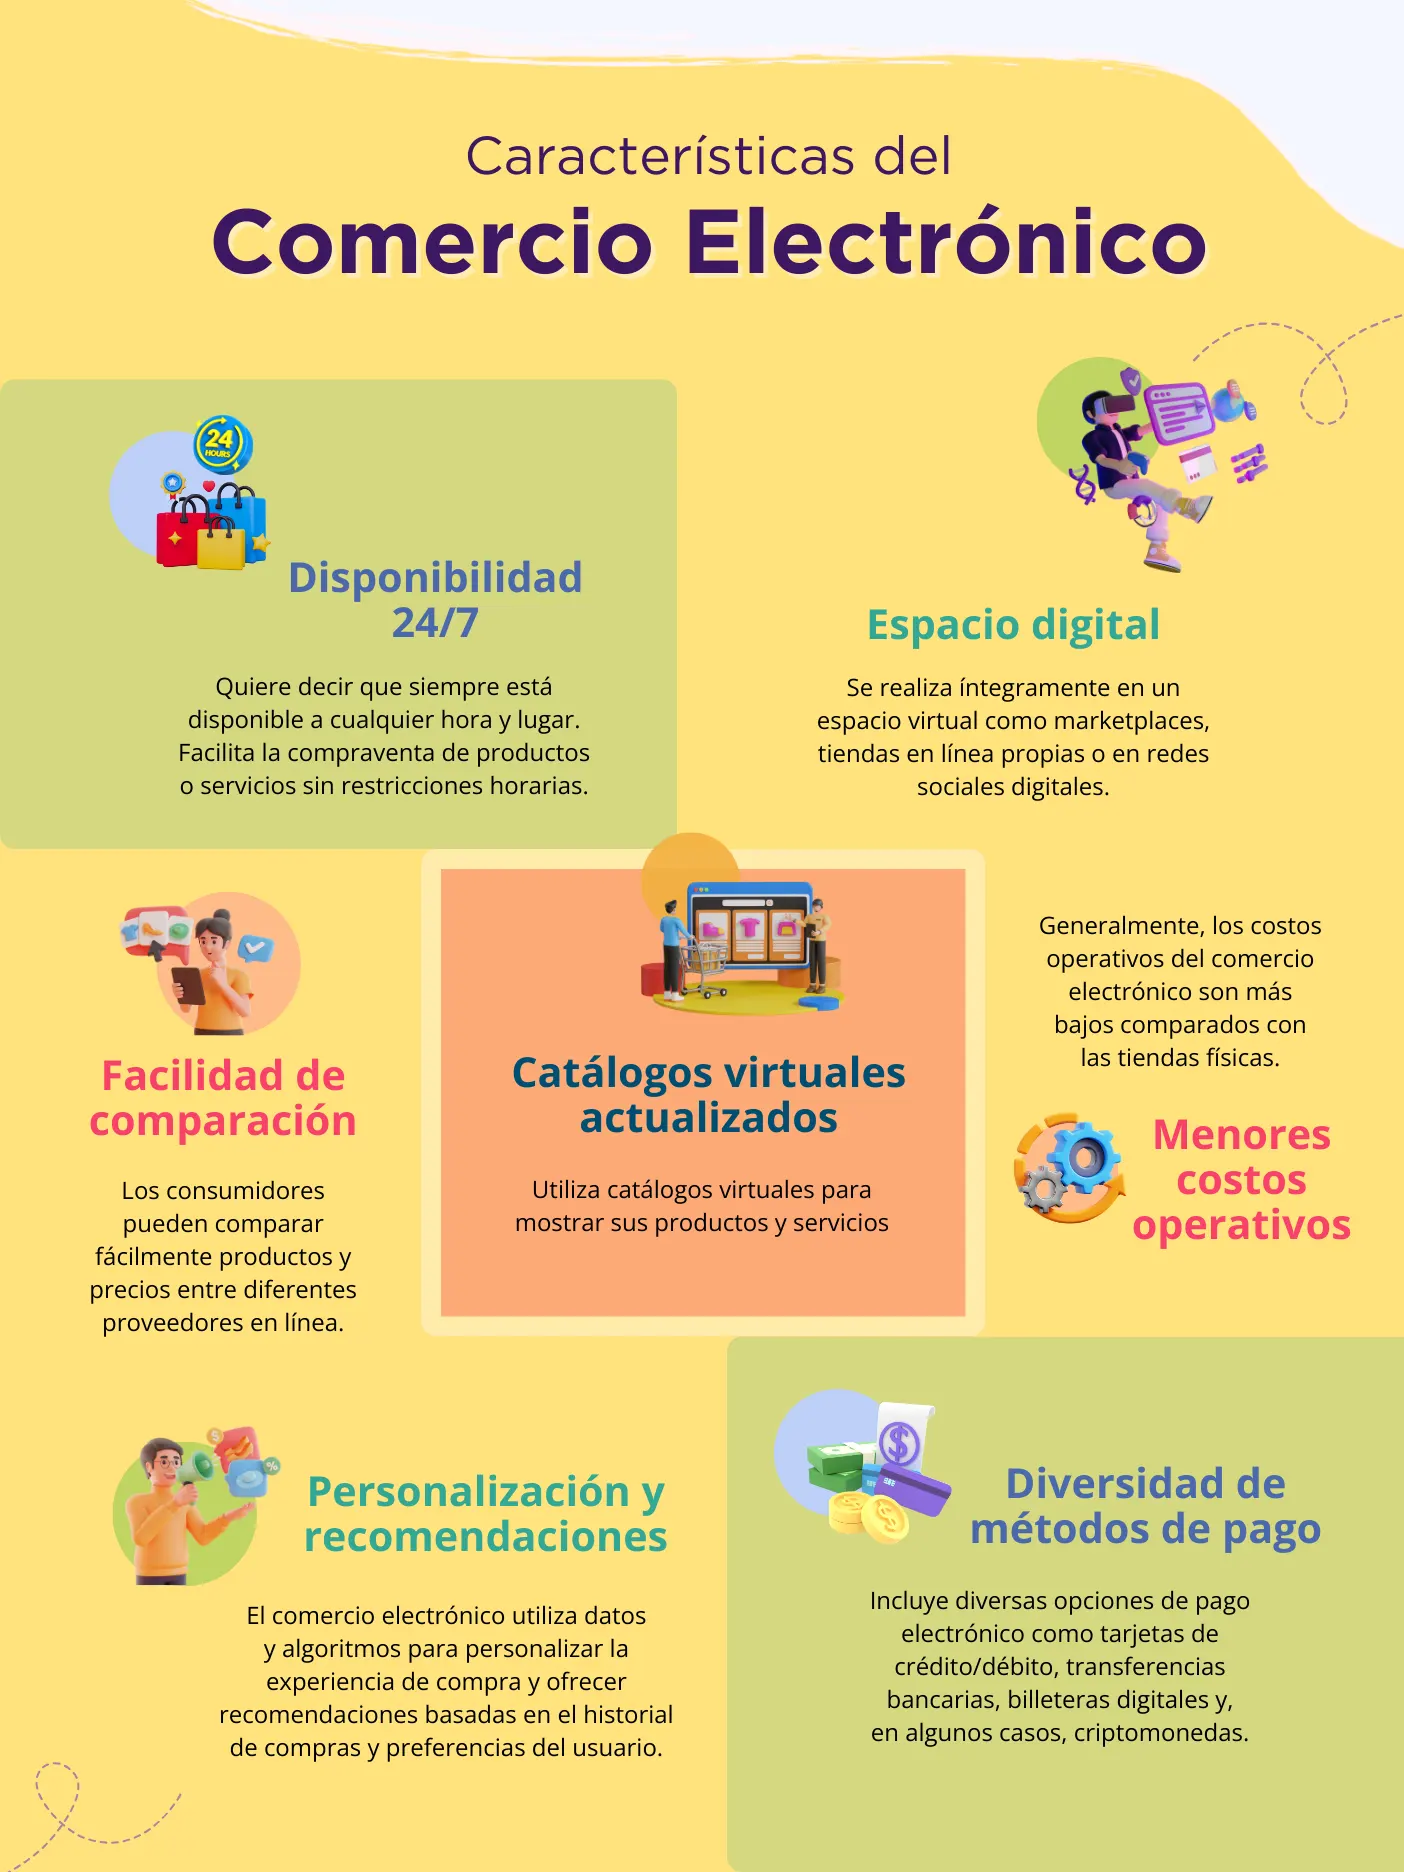 Características del
Comercio Electrónico
24
HOURS
Disponibilidad
24/7
Quiere decir que siempre está
disponible a cualquier hora y lugar.
Facilita la compraventa de productos
o servicios sin restricciones horarias.
Espacio digital
Se realiza íntegramente en un
espacio virtual como marketplaces,
tiendas en línea propias o en redes
sociales digitales.
Facilidad de
comparación
Los consumidores
pueden comparar
fácilmente productos y
precios entre diferentes
proveedores en línea.
Catálogos virtuales
actualizados
Utiliza catálogos virtuales para
mostrar sus productos y servicios
Generalmente, los costos
operativos del comercio
electrónico son más
bajos comparados con
las tiendas físicas.
Menores
costos
operativos
$
%
Personalización y
recomendaciones
El comercio electrónico utiliza datos
y algoritmos para personalizar la
experiencia de compra y ofrecer
recomendaciones basadas en el historial
de compras y preferencias del usuario.
$
Diversidad de
métodos de pago
Incluye diversas opciones de pago
electrónico como tarjetas de
crédito/débito, transferencias
bancarias, billeteras digitales y,
en algunos casos, criptomonedas.